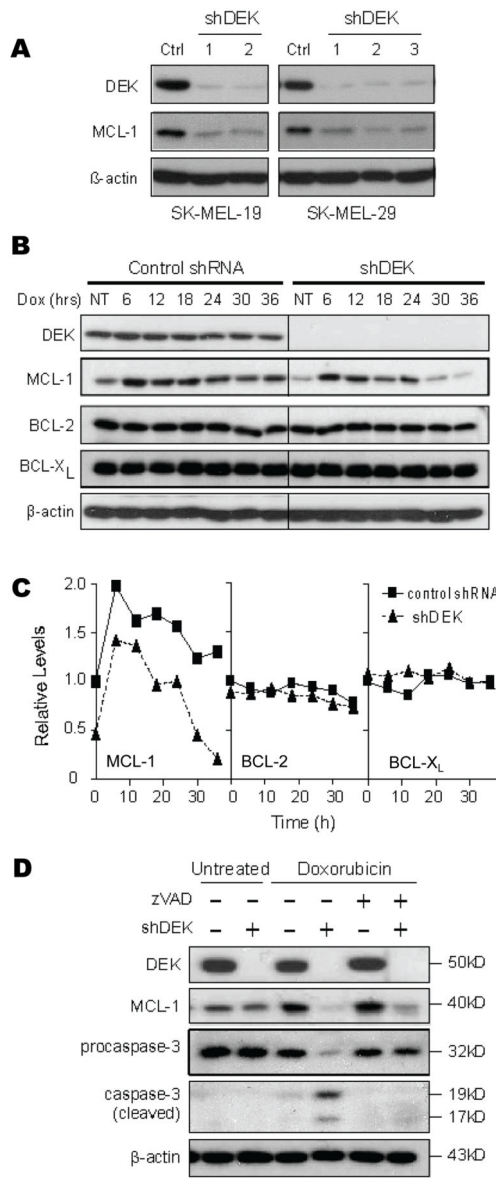 A
shDEK
shDEK
Ctrl 1 2
Ctrl 1 2 3
DEK
MCL-1
ß-actin
SK-MEL-19
SK-MEL-29
B
Control shRNA
shDEK
Dox (hrs) NT 6 12 18 24 30 36 NT 6 12 18 24 30 36
DEK
MCL-1
BCL-2
BCL-XL
β-actin
C
2.0
1.5
1.0
0.5
0
Relative Levels
control shRNA
shDEK
MCL-1
BCL-2
BCL-XL
0 10 20 30 0 10 20 30 0 10 20 30
Time (h)
D
Untreated
Doxorubicin
zVAD − − − − + +
shDEK − + − + − +
DEK
50kD
MCL-1
40kD
procaspase-3
32kD
caspase-3
(cleaved)
19kD
17kD
β-actin
43kD